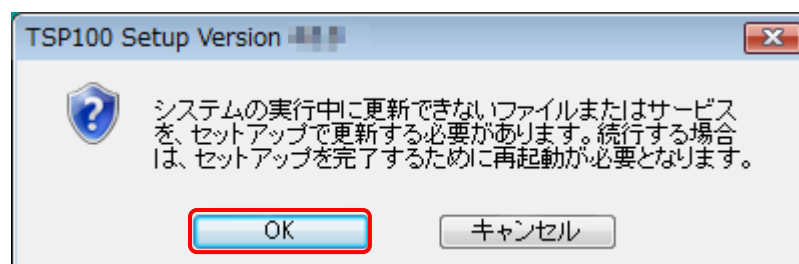 TSP100 Setup Version
システムの実行中に更新できないファイルまたはサービス
を、セットアップで更新する必要があります。続行する場合
は、セットアップを完了するために再起動が必要となります。
OK
キャンセル